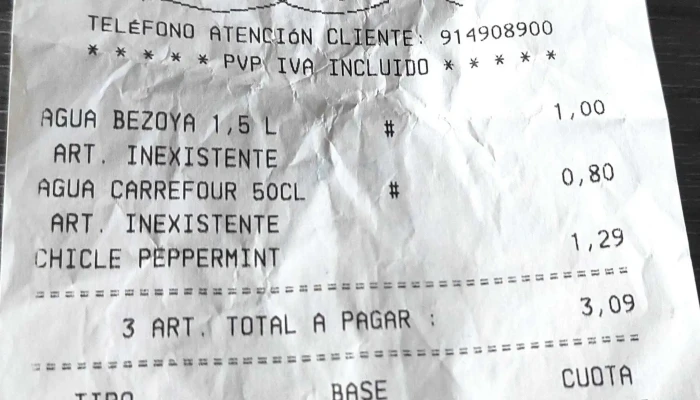 TELÉFONO ATENCIÓN CLIENTE: 914908900
* * * * * PVP IVA INCLUIDO * * * * *
AGUA BEZOYA 1,5 L # 1,00
ART. INEXISTENTE
AGUA CARREFOUR 50CL # 0,80
ART. INEXISTENTE
CHICLE PEPPERMINT 1,29
3 ART. TOTAL A PAGAR : 3,09
TIPO BASE CUOTA